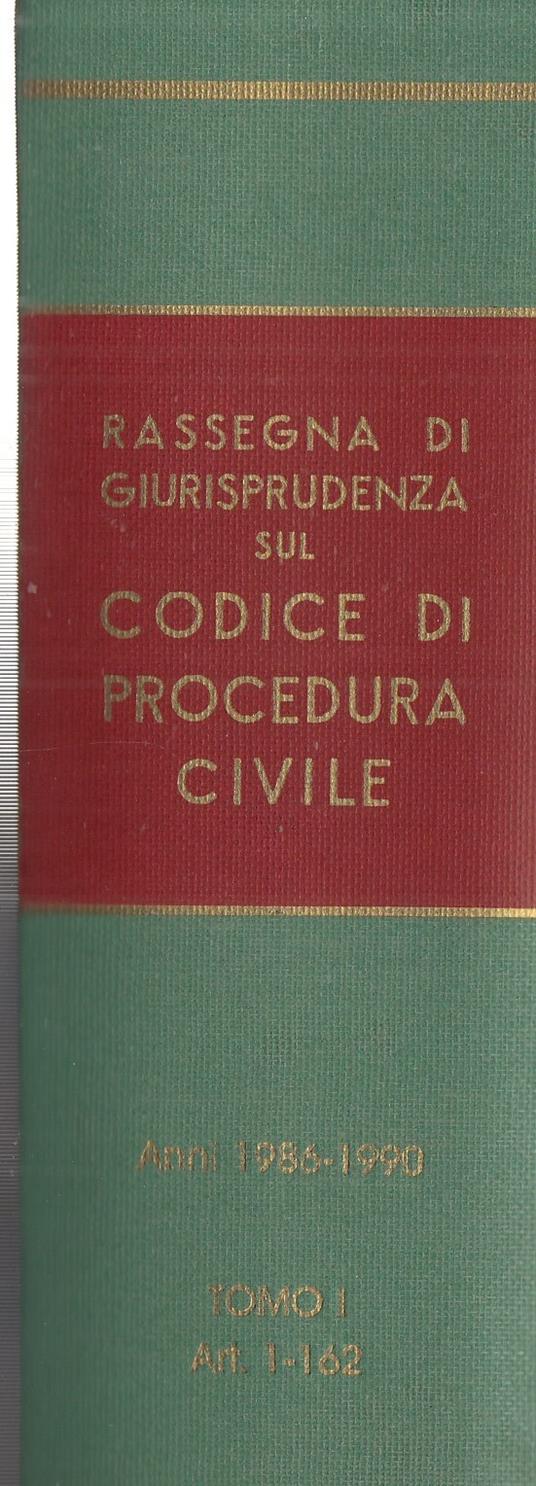 RASSEGNA DI
GIURISPRUDENZA
SUL
CODICE DI
PROCEDURA
CIVILE
Anni 1986-1990
TOMO I
Art. 1-162